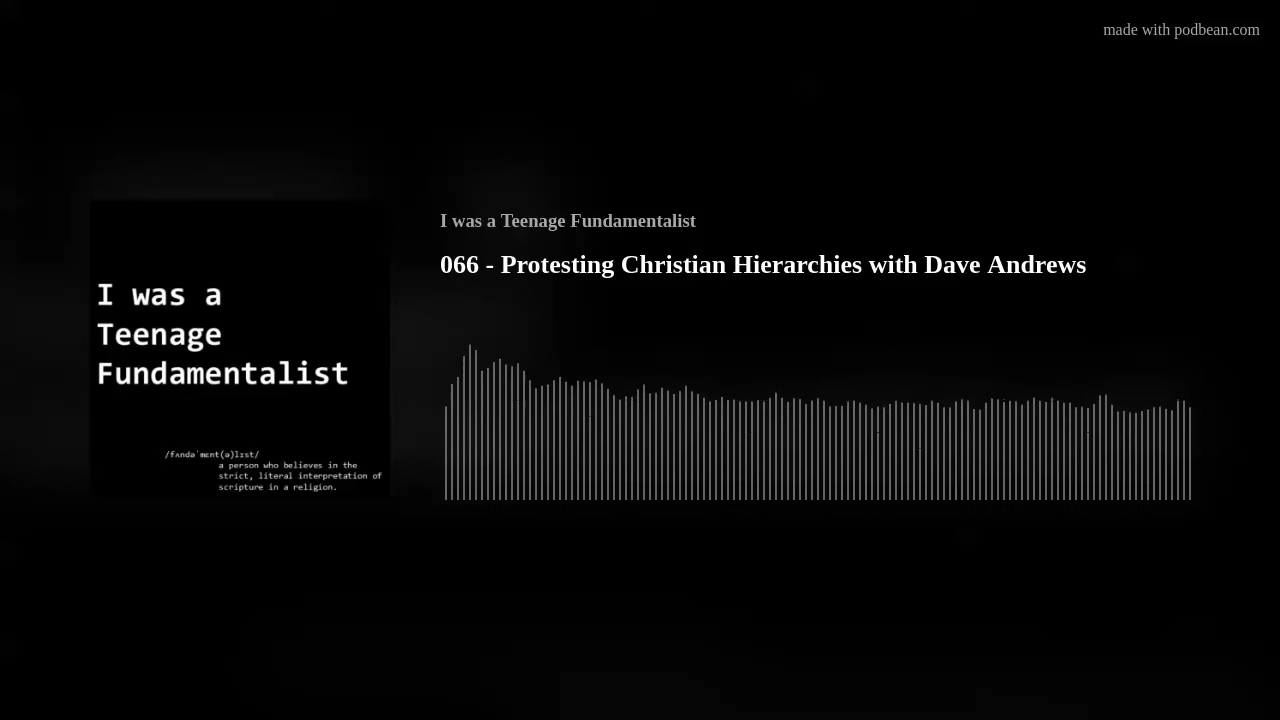 made with podbean.com
I was a Teenage Fundamentalist
066 - Protesting Christian Hierarchies with Dave Andrews
I was a
Teenage
Fundamentalist
/fʌndəˈmɛnt(ə)lɪst/
a person who believes in the
strict, literal interpretation of
scripture in a religion.